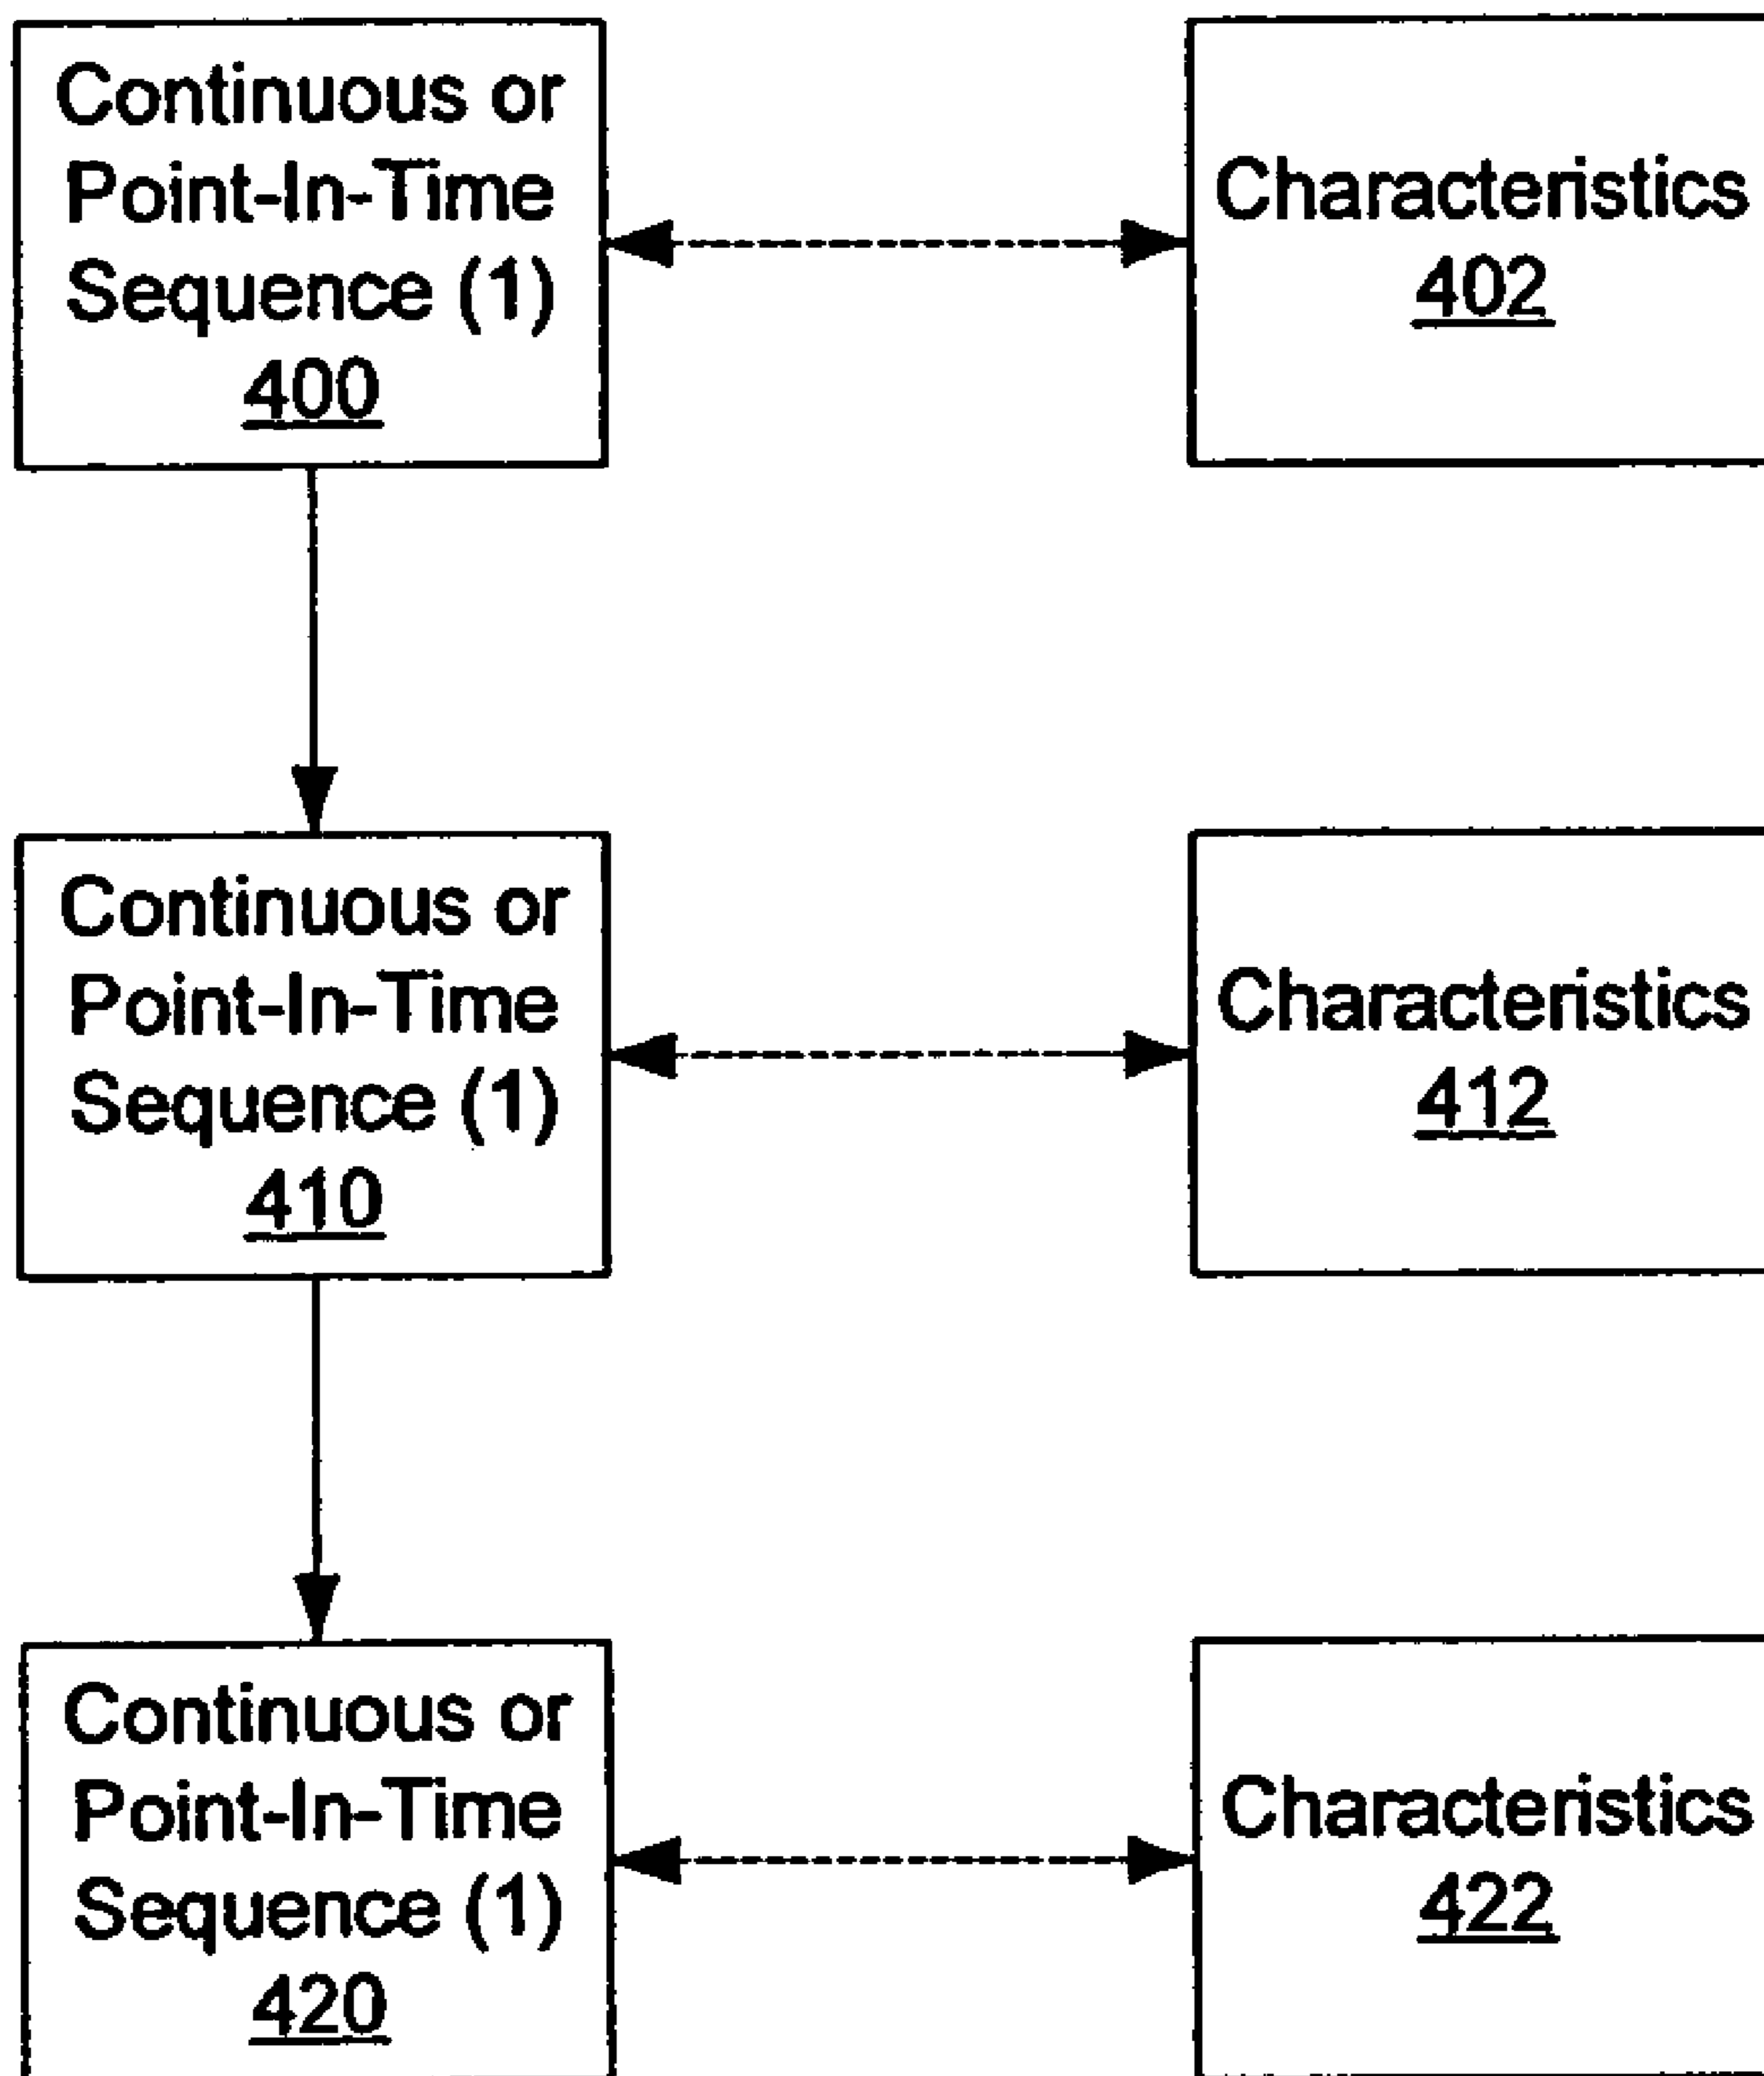 Continuous or
Point-In-Time
Sequence (1)
400
Characteristics
402
Continuous or
Point-In-Time
Sequence (1)
410
Characteristics
412
Continuous or
Point-In-Time
Sequence (1)
420
Characteristics
422